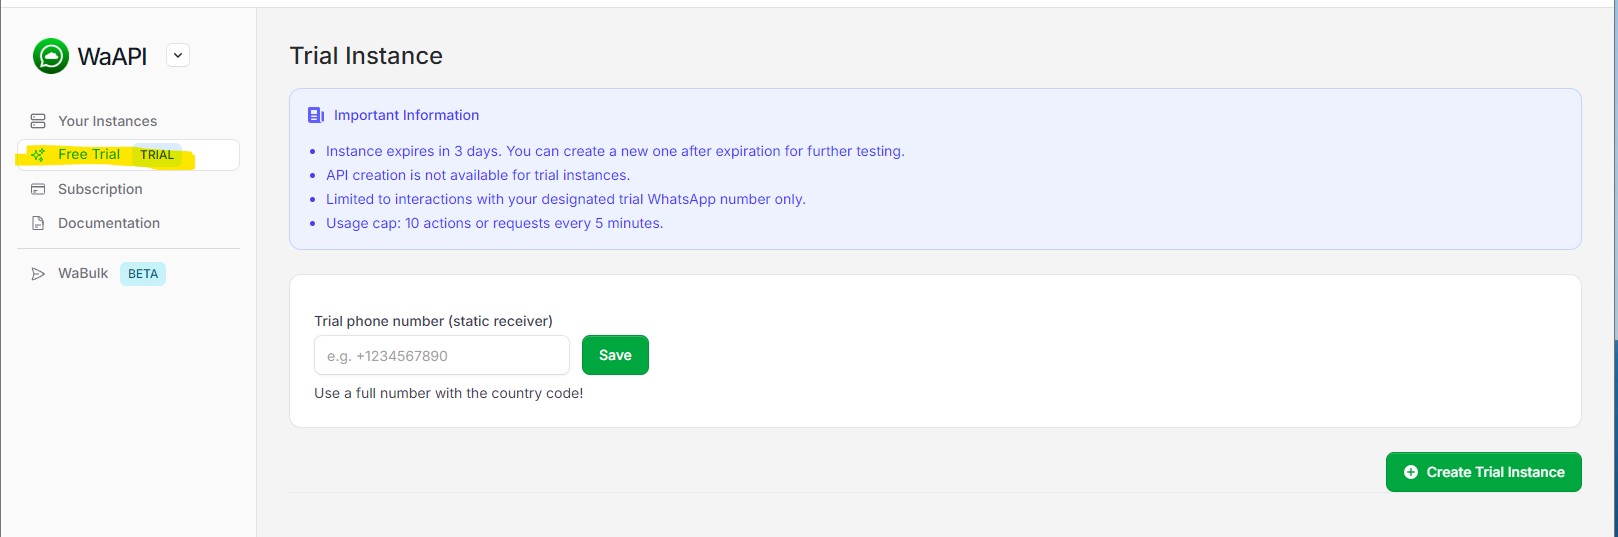 WaAPI
Your Instances
Free Trial TRIAL
Subscription
Documentation
WaBulk BETA
Trial Instance
Important Information
Instance expires in 3 days. You can create a new one after expiration for further testing.
API creation is not available for trial instances.
Limited to interactions with your designated trial WhatsApp number only.
Usage cap: 10 actions or requests every 5 minutes.
Trial phone number (static receiver)
e.g. +1234567890 Save
Use a full number with the country code!
Create Trial Instance